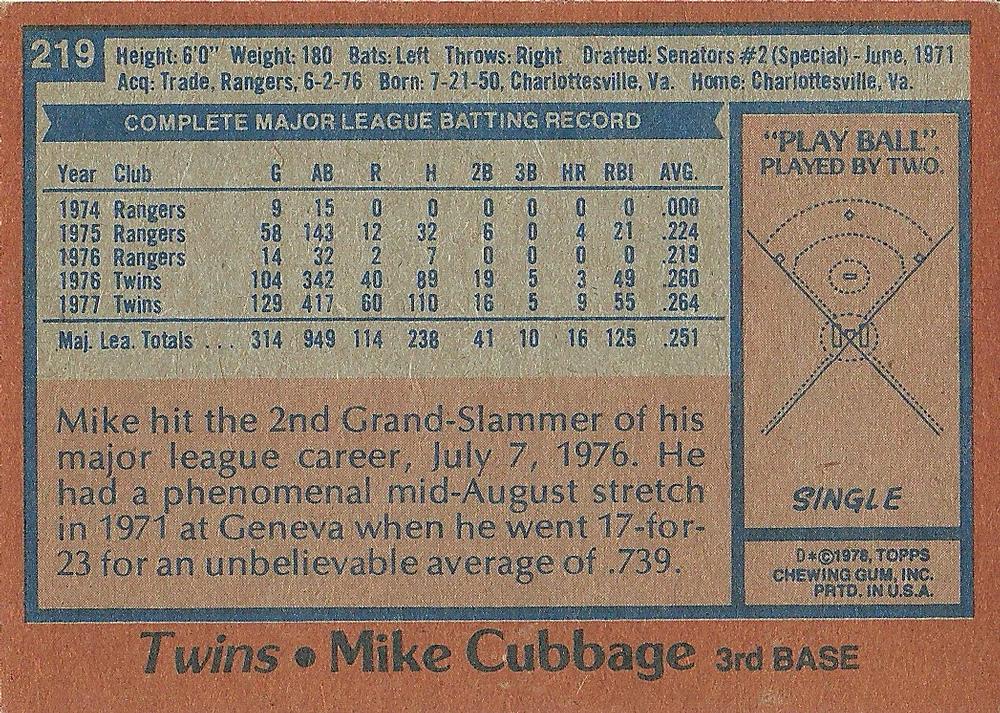 219
Height: 6'0" Weight: 180 Bats: Left Throws: Right Drafted: Senators #2 (Special) - June, 1971
Acq: Trade, Rangers, 6-2-76 Born: 7-21-50, Charlottesville, Va. Home: Charlottesville, Va.
COMPLETE MAJOR LEAGUE BATTING RECORD
Year Club G AB R H 2B 3B HR RBI AVG.
1974 Rangers 9 15 0 0 0 0 0 0 .000
1975 Rangers 58 143 12 32 6 0 4 21 .224
1976 Rangers 14 32 2 7 0 0 0 0 .219
1976 Twins 104 342 40 89 19 5 3 49 .260
1977 Twins 129 417 60 110 16 5 9 55 .264
Maj. Lea. Totals ... 314 949 114 238 41 10 16 125 .251
Mike hit the 2nd Grand-Slammer of his
major league career, July 7, 1976. He
had a phenomenal mid-August stretch
in 1971 at Geneva when he went 17-for-
23 for an unbelievable average of .739.
"PLAY BALL".
PLAYED BY TWO.
SINGLE
D*©1978, TOPPS
CHEWING GUM, INC.
PRTD. IN U.S.A.
Twins • Mike Cubbage 3rd BASE